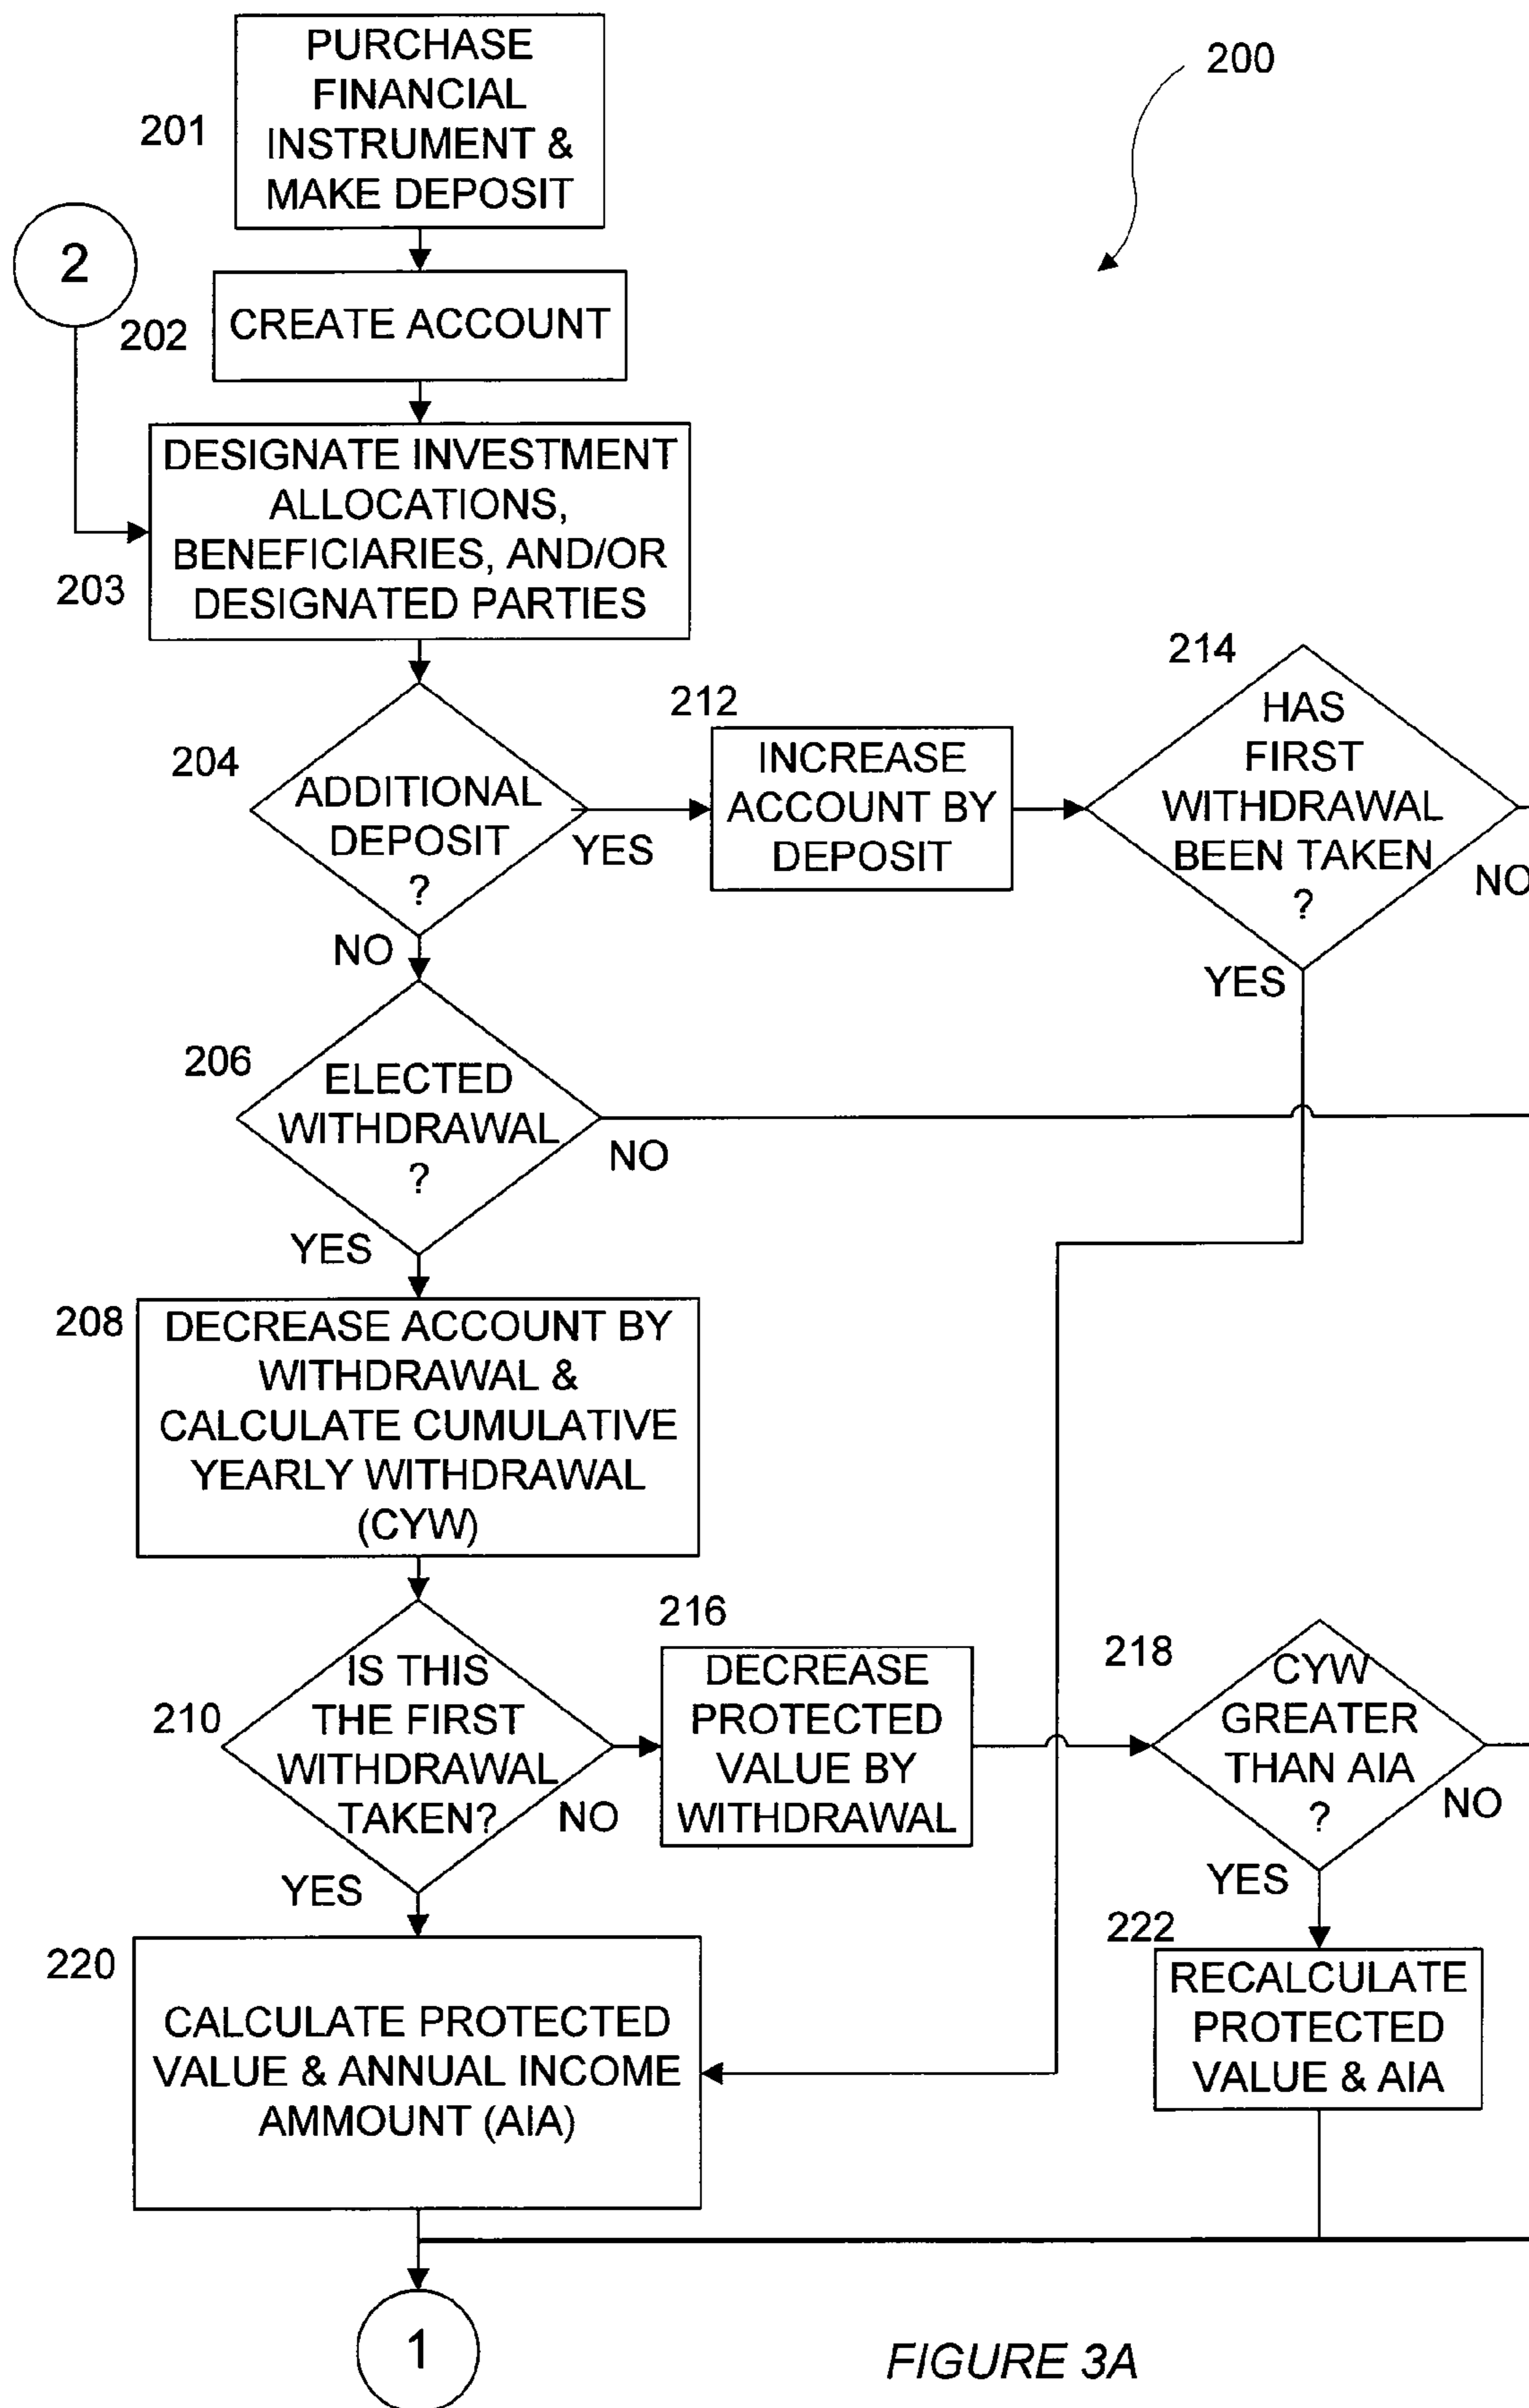 PURCHASE
FINANCIAL
INSTRUMENT &
MAKE DEPOSIT
201
200
2
202
CREATE ACCOUNT
DESIGNATE INVESTMENT
ALLOCATIONS,
BENEFICIARIES, AND/OR
DESIGNATED PARTIES
203
204
ADDITIONAL
DEPOSIT
?
YES
NO
212
INCREASE
ACCOUNT BY
DEPOSIT
214
HAS
FIRST
WITHDRAWAL
BEEN TAKEN
?
NO
YES
206
ELECTED
WITHDRAWAL
?
NO
YES
208
DECREASE ACCOUNT BY
WITHDRAWAL &
CALCULATE CUMULATIVE
YEARLY WITHDRAWAL
(CYW)
210
IS THIS
THE FIRST
WITHDRAWAL
TAKEN?
NO
YES
216
DECREASE
PROTECTED
VALUE BY
WITHDRAWAL
218
CYW
GREATER
THAN AIA
?
NO
YES
220
CALCULATE PROTECTED
VALUE & ANNUAL INCOME
AMMOUNT (AIA)
222
RECALCULATE
PROTECTED
VALUE & AIA
1
FIGURE 3A